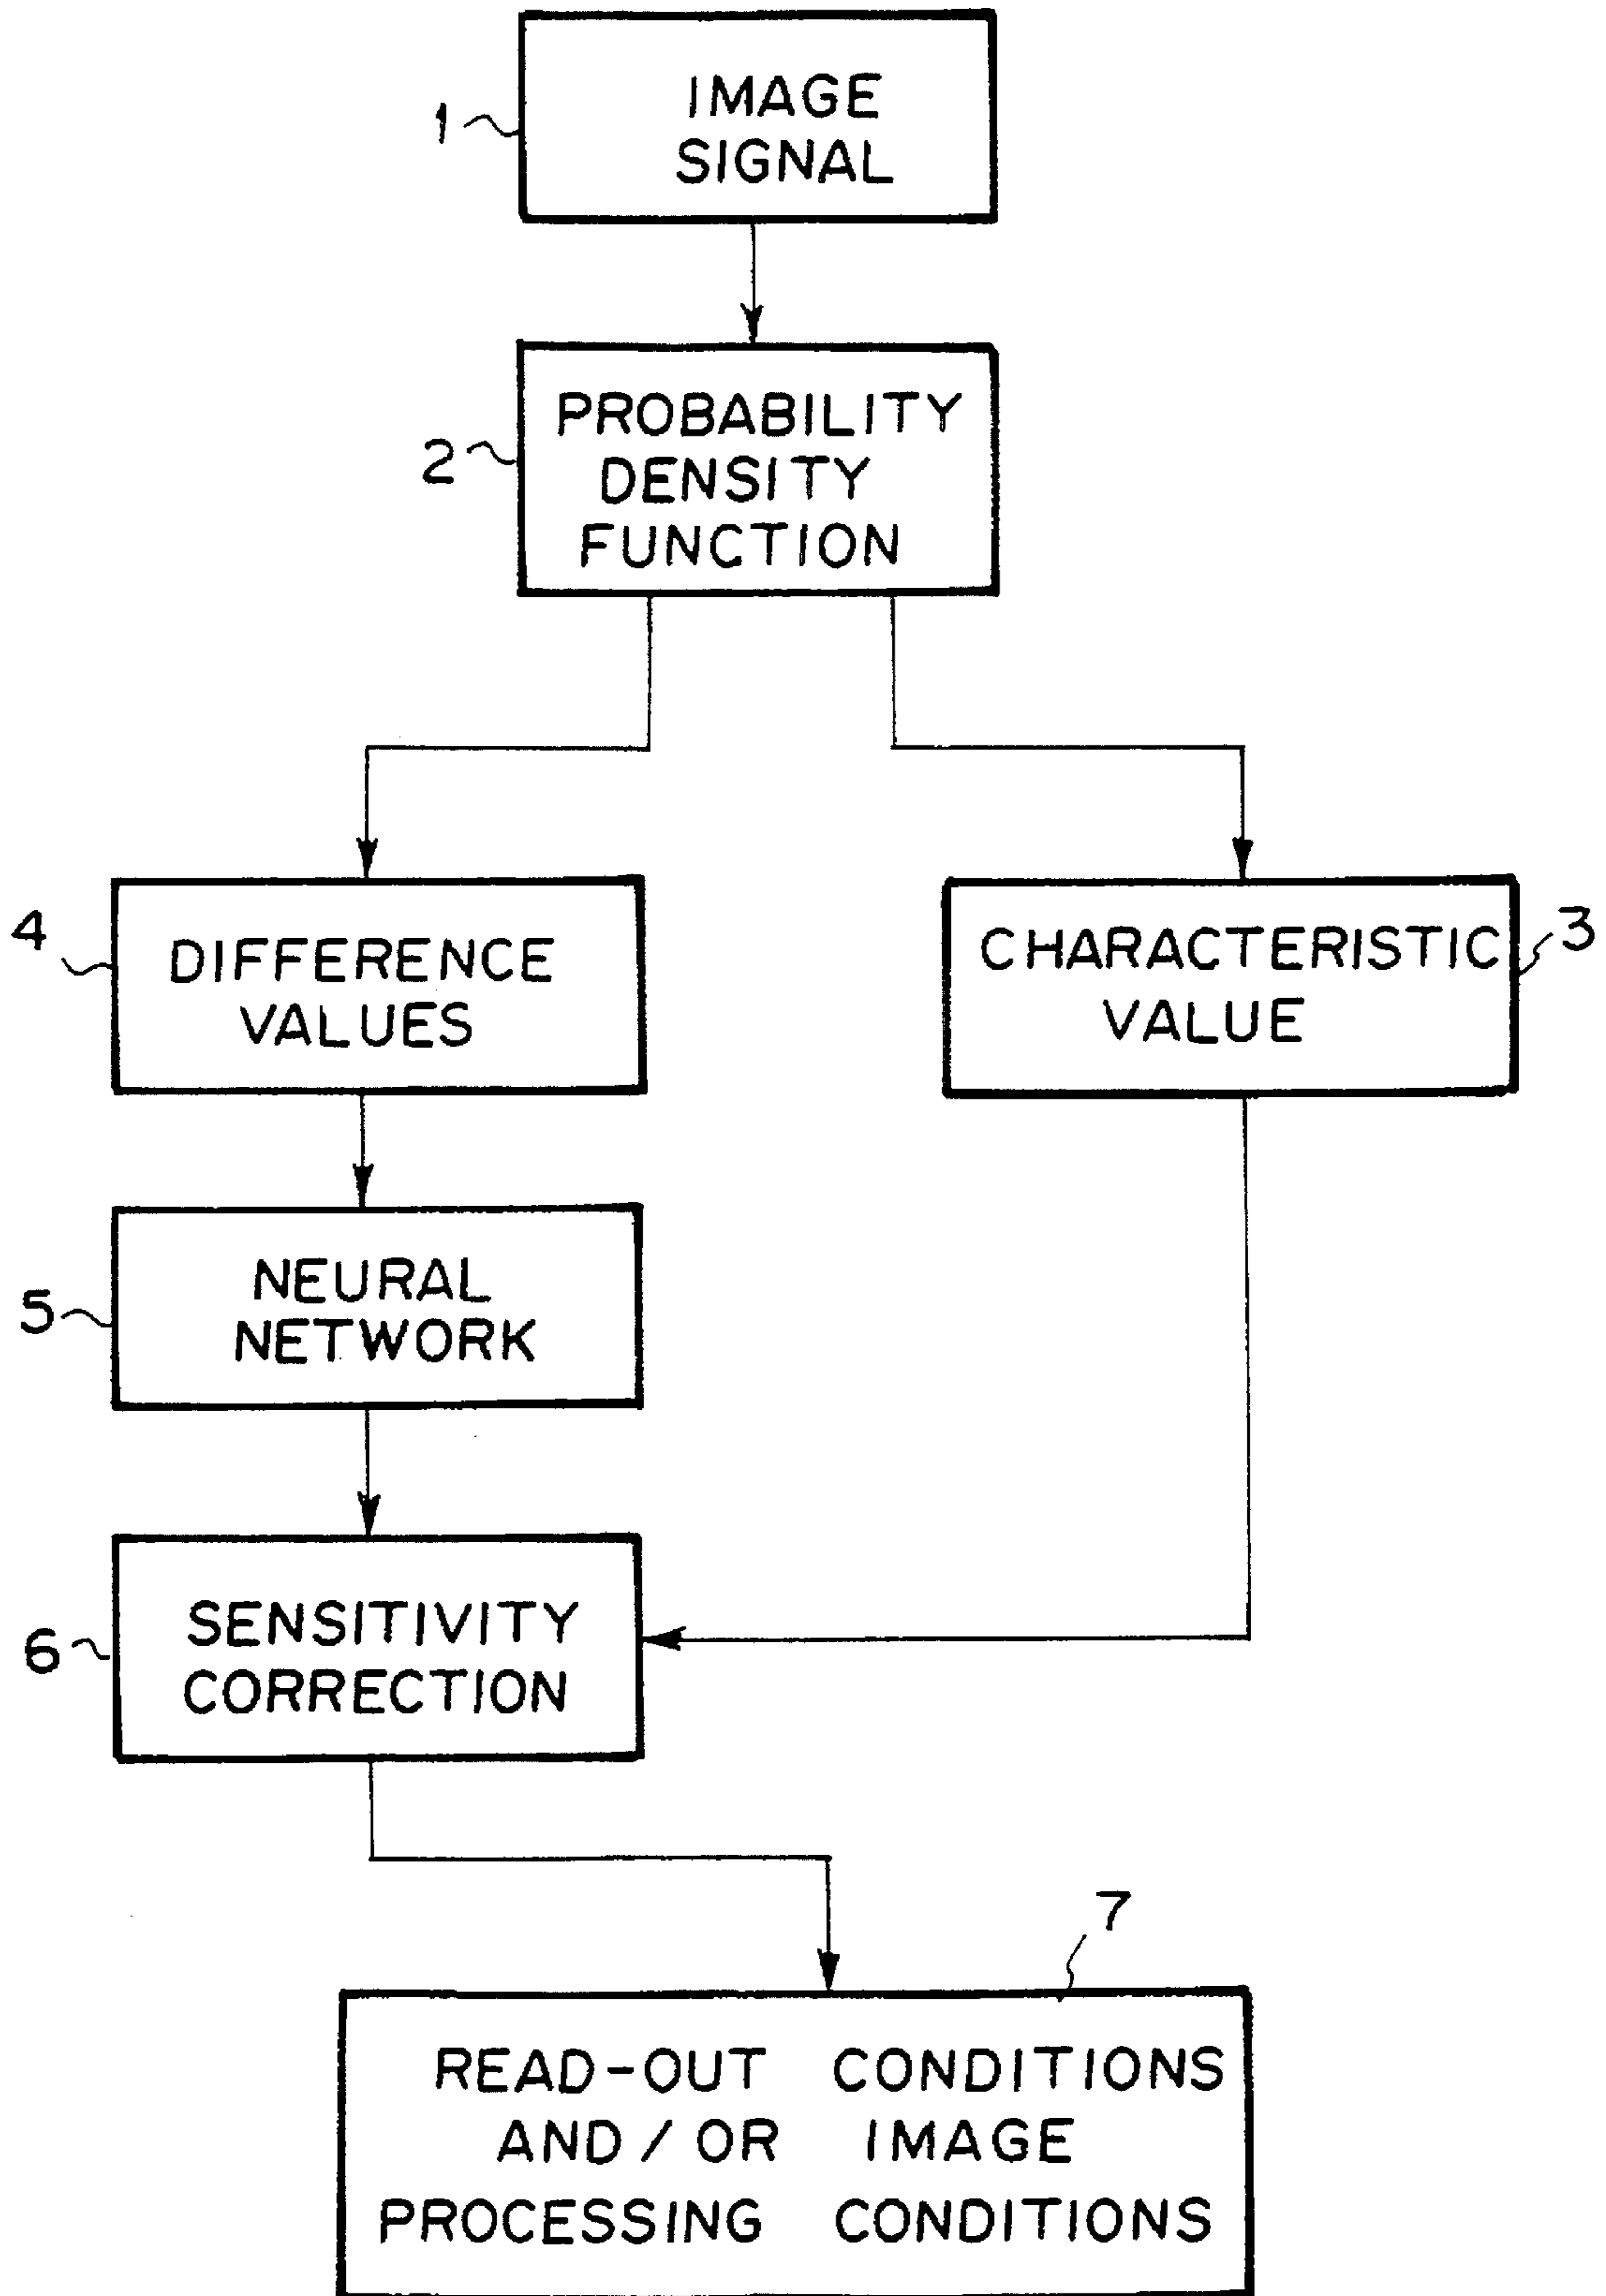 1
IMAGE
SIGNAL
2
PROBABILITY
DENSITY
FUNCTION
4
DIFFERENCE
VALUES
CHARACTERISTIC
VALUE
3
5
NEURAL
NETWORK
6
SENSITIVITY
CORRECTION
7
READ-OUT CONDITIONS
AND/OR IMAGE
PROCESSING CONDITIONS